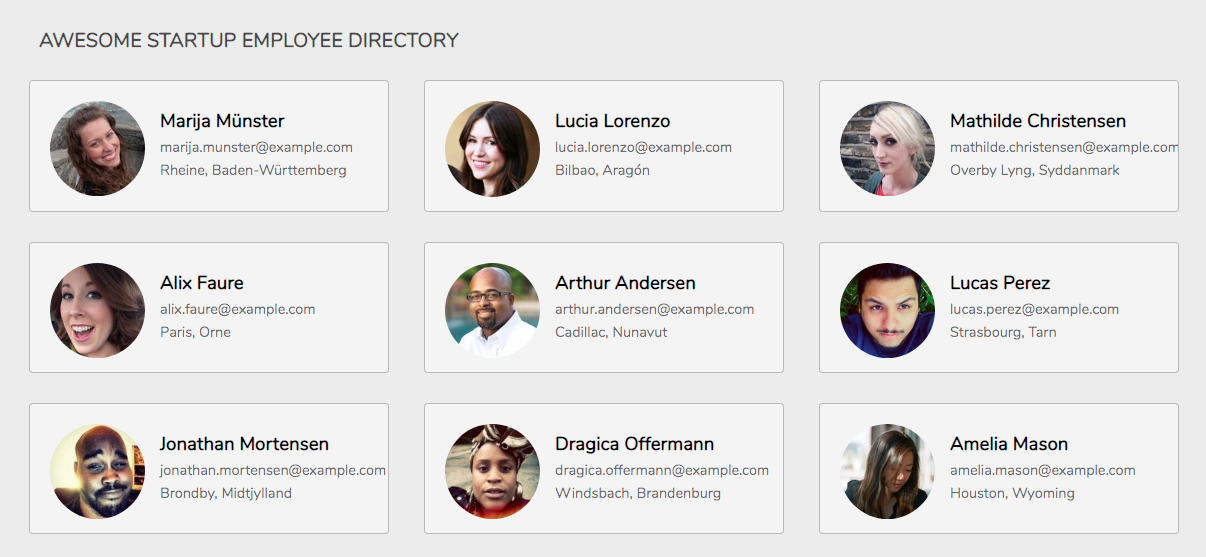 AWESOME STARTUP EMPLOYEE DIRECTORY
Marija Münster
marija.munster@example.com
Rheine, Baden-Württemberg
Lucia Lorenzo
lucia.lorenzo@example.com
Bilbao, Aragón
Mathilde Christensen
mathilde.christensen@example.com
Overby Lyng, Syddanmark
Alix Faure
alix.faure@example.com
Paris, Orne
Arthur Andersen
arthur.andersen@example.com
Cadillac, Nunavut
Lucas Perez
lucas.perez@example.com
Strasbourg, Tarn
Jonathan Mortensen
jonathan.mortensen@example.com
Brondby, Midtjylland
Dragica Offermann
dragica.offermann@example.com
Windsbach, Brandenburg
Amelia Mason
amelia.mason@example.com
Houston, Wyoming